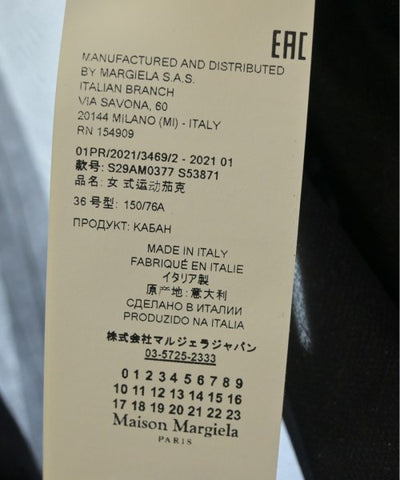 EAC
MANUFACTURED AND DISTRIBUTED
BY MARGIELA S.A.S.
ITALIAN BRANCH
VIA SAVONA, 60
20144 MILANO (MI) - ITALY
RN 154909
01PR/2021/3469/2 - 2021 01
款号: S29AM0377 S53871
品名: 女式运动茄克
36 号型: 150/76A
ПРОДУКТ: КАБАН
MADE IN ITALY
FABRIQUÉ EN ITALIE
イタリア製
原产地: 意大利
СДЕЛАНО В ИТАЛИИ
PRODUZIDO NA ITALIA
株式会社マルジェラジャパン
03-5725-2333
0 1 2 3 4 5 6 7 8 9
10 11 12 13 14 15 16
17 18 19 20 21 22 23
Maison Margiela
PARIS